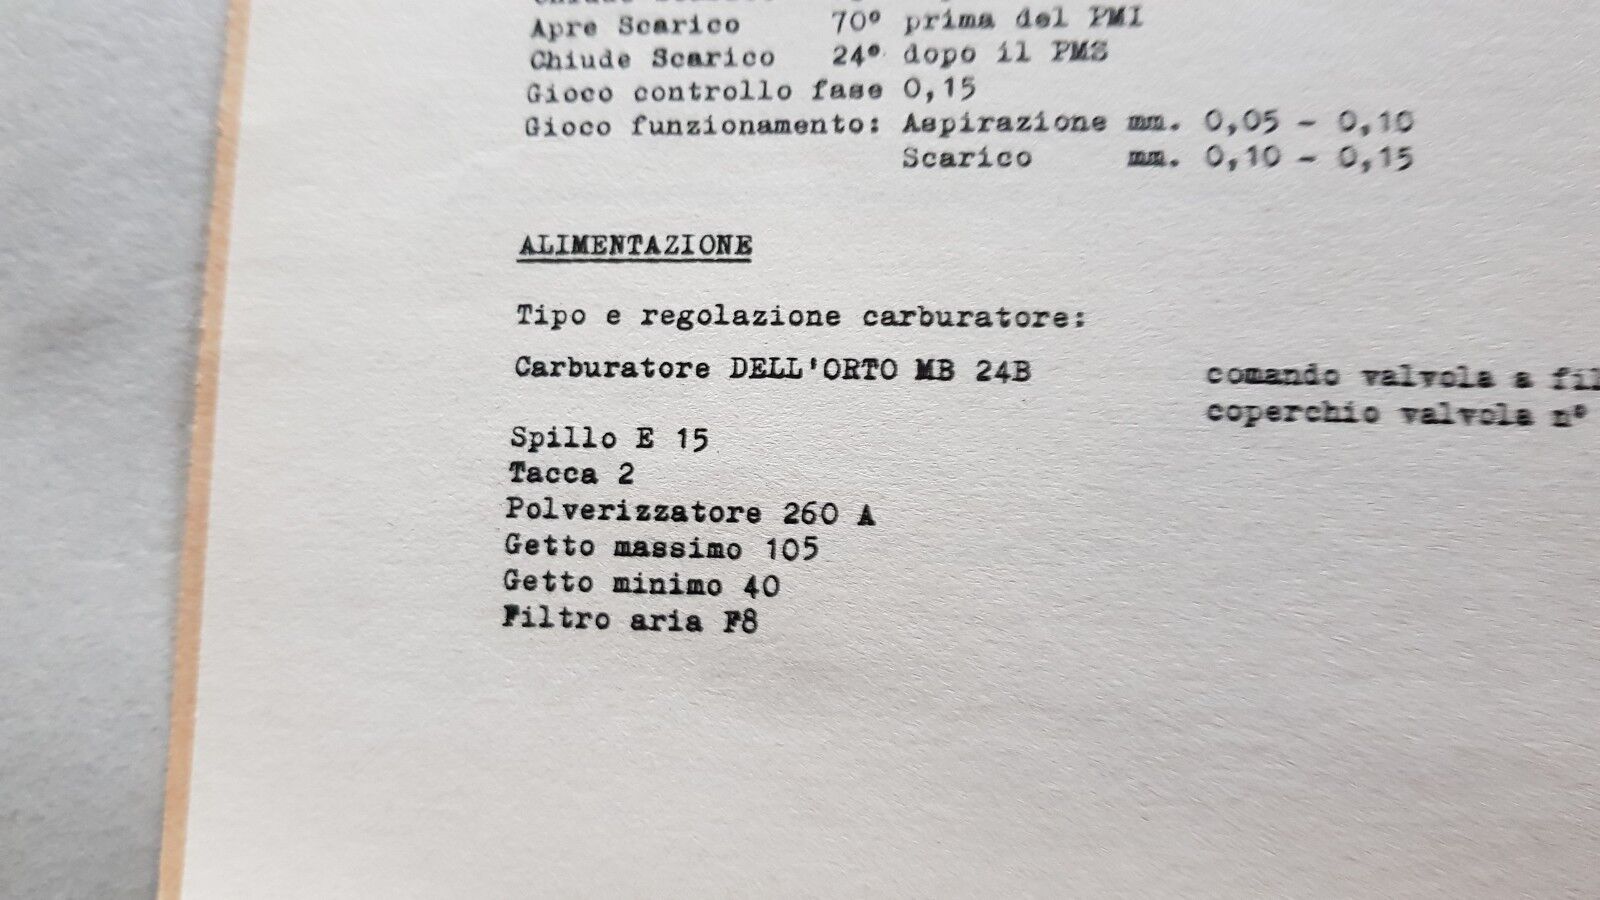 Apre Scarico 70° prima del PMI
Chiude Scarico 24° dopo il PMS
Gioco controllo fase 0,15
Gioco funzionamento: Aspirazione mm. 0,05 - 0,10
Scarico mm. 0,10 - 0,15
ALIMENTAZIONE
Tipo e regolazione carburatore:
Carburatore DELL'ORTO MB 24B comando valvola a fil
coperchio valvola n°
Spillo E 15
Tacca 2
Polverizzatore 260 A
Getto massimo 105
Getto minimo 40
Filtro aria F8